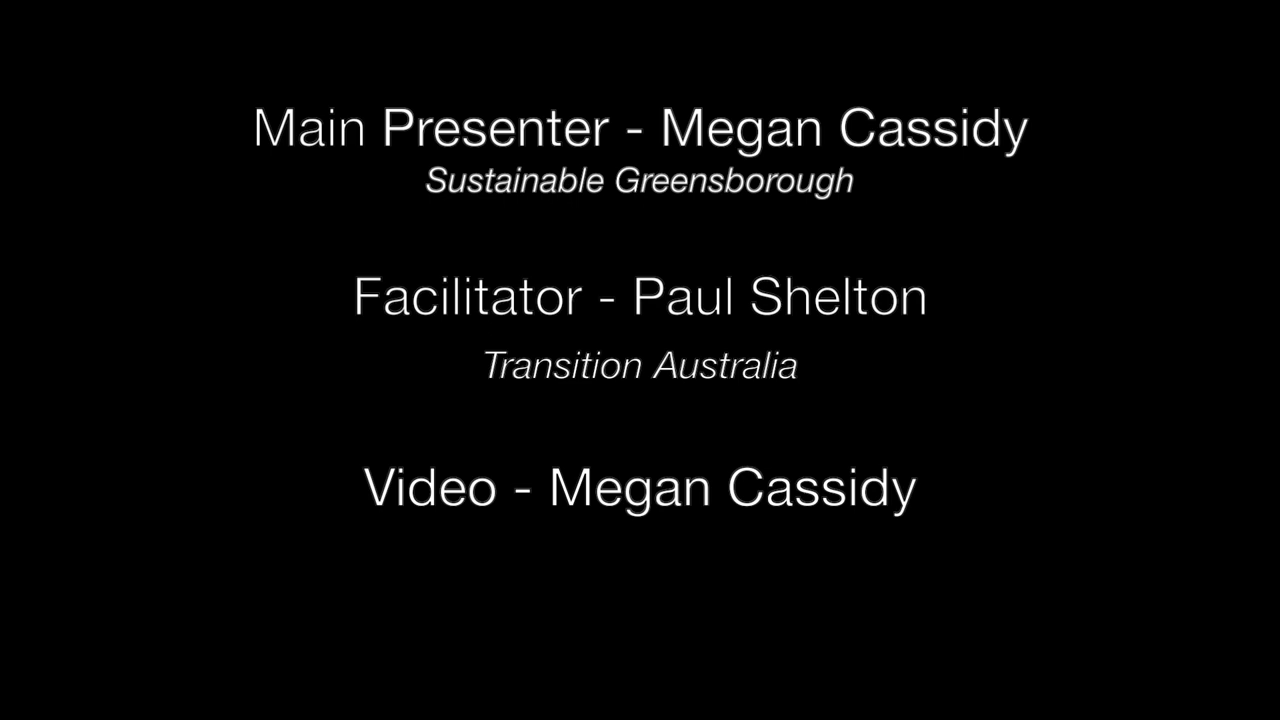 Main Presenter - Megan Cassidy
Sustainable Greensborough
Facilitator - Paul Shelton
Transition Australia
Video - Megan Cassidy